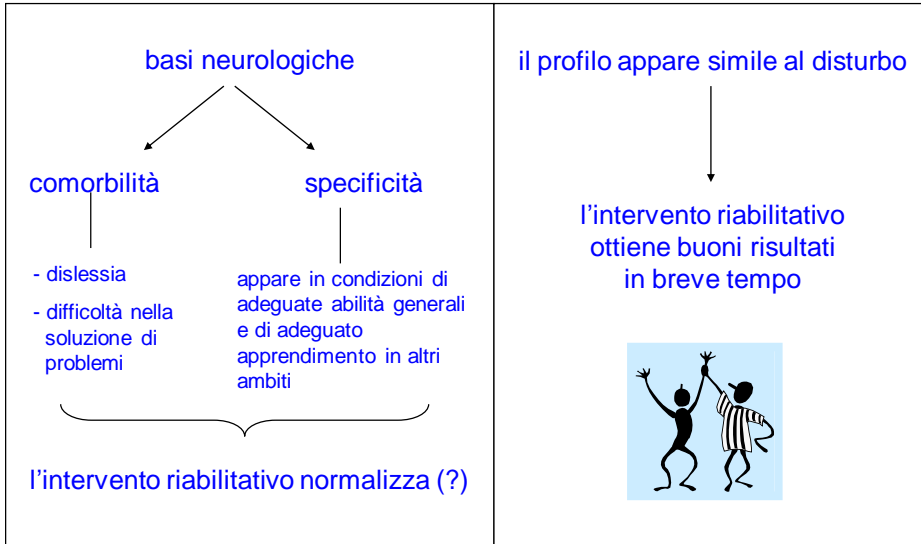 basi neurologiche
comorbilità
specificità
- dislessia
- difficoltà nella
soluzione di
problemi
appare in condizioni di
adeguate abilità generali
e di adeguato
apprendimento in altri
ambiti
l'intervento riabilitativo normalizza (?)
il profilo appare simile al disturbo
l'intervento riabilitativo
ottiene buoni risultati
in breve tempo